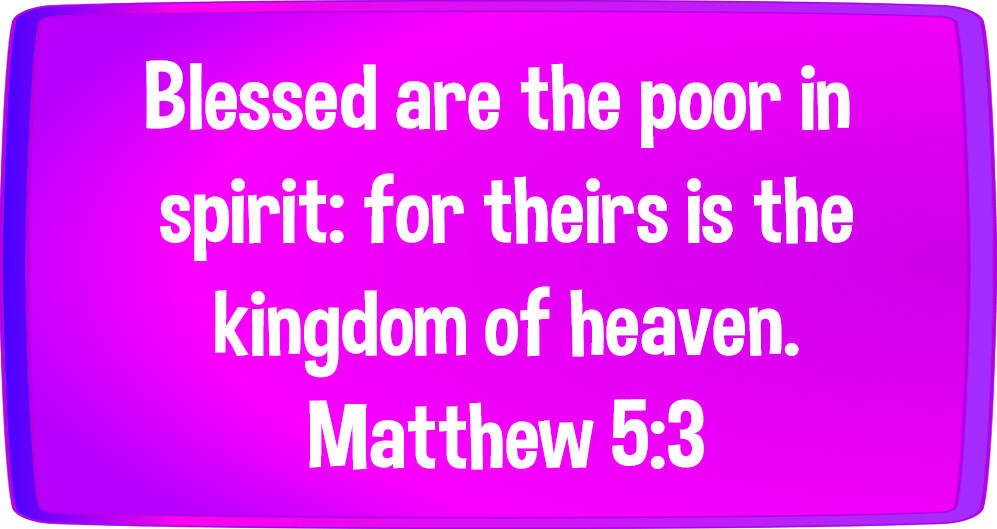 Blessed are the poor in
spirit: for theirs is the
kingdom of heaven.
Matthew 5:3